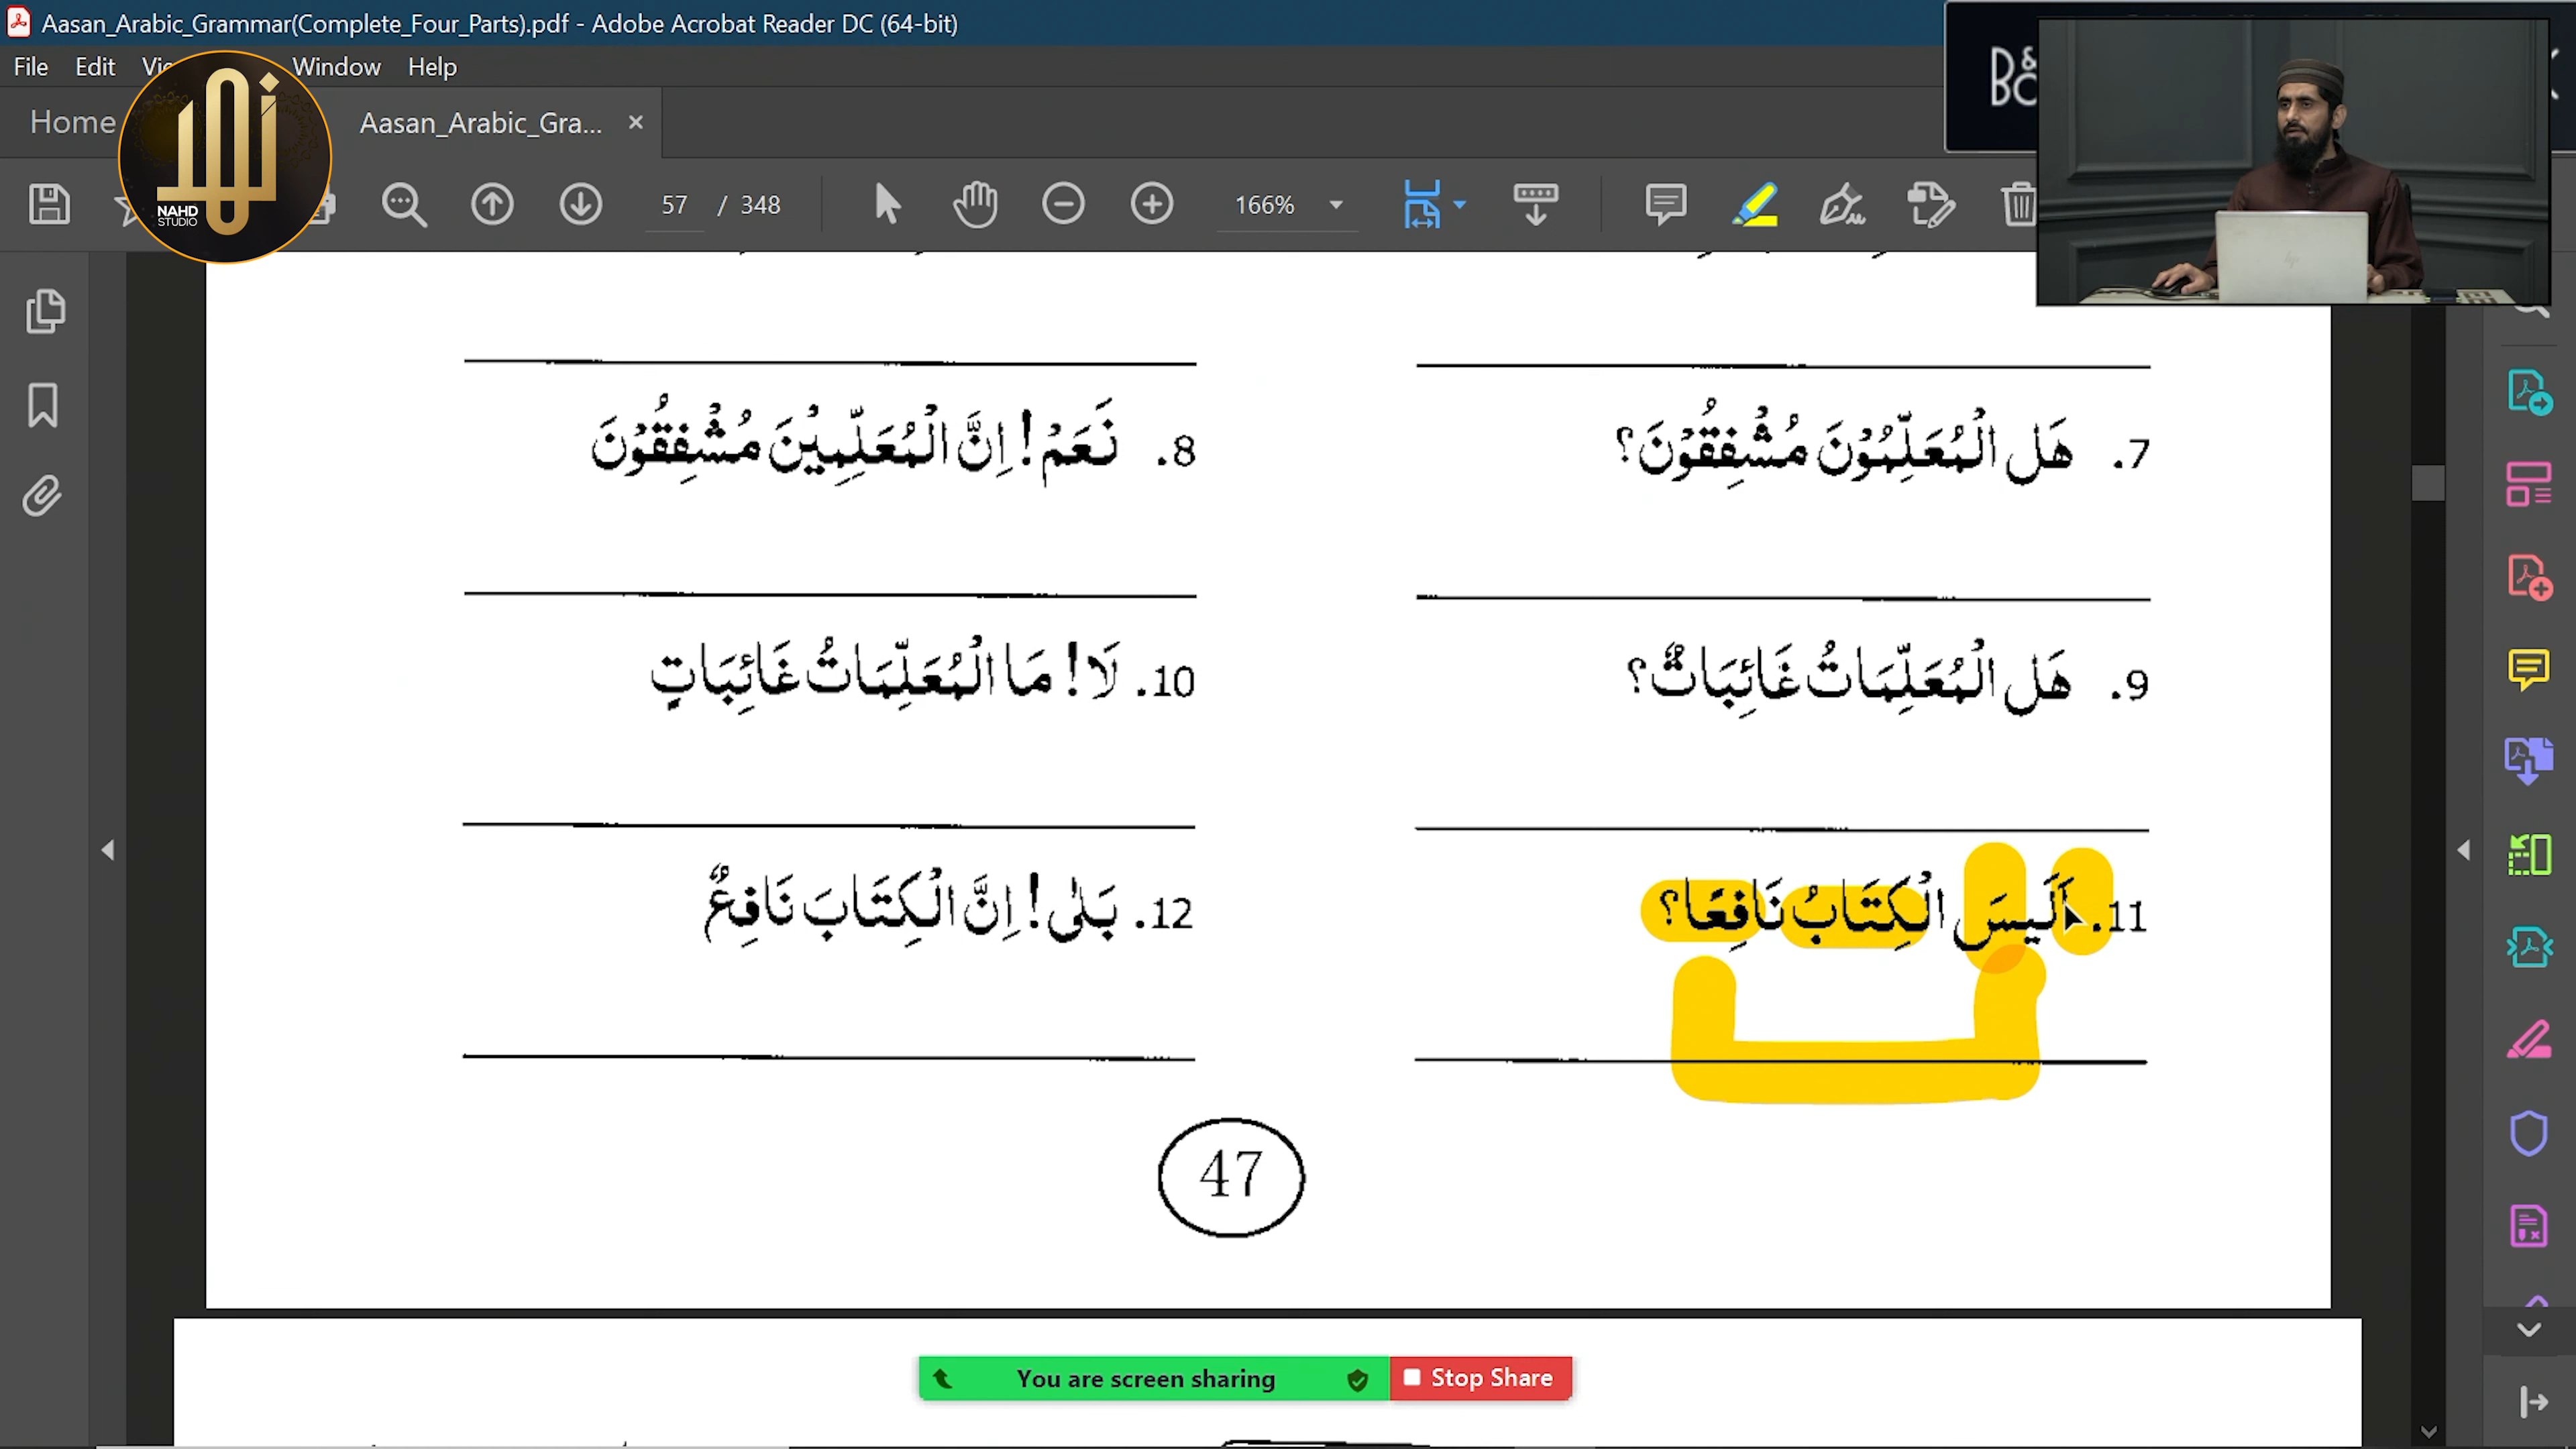 Aasan_Arabic_Grammar(Complete_Four_Parts).pdf - Adobe Acrobat Reader DC (64-bit)
File Edit Window Help
Home Aasan_Arabic_Gra...
57 / 348 166%
NAHD
STUDIO
7. هَلِ الْمُعَلِّمُوْنَ مُشْفِقُوْنَ؟
8. نَعَمْ! اِنَّ الْمُعَلِّمِيْنَ مُشْفِقُوْنَ
9. هَلِ الْمُعَلِّمَاتُ غَائِبَاتٌ؟
10. لَا! مَا الْمُعَلِّمَاتُ غَائِبَاتٍ
11. اَلَيْسَ الْكِتَابُ نَافِعًا؟
12. بَلٰى! اِنَّ الْكِتَابَ نَافِعٌ
47
You are screen sharing Stop Share